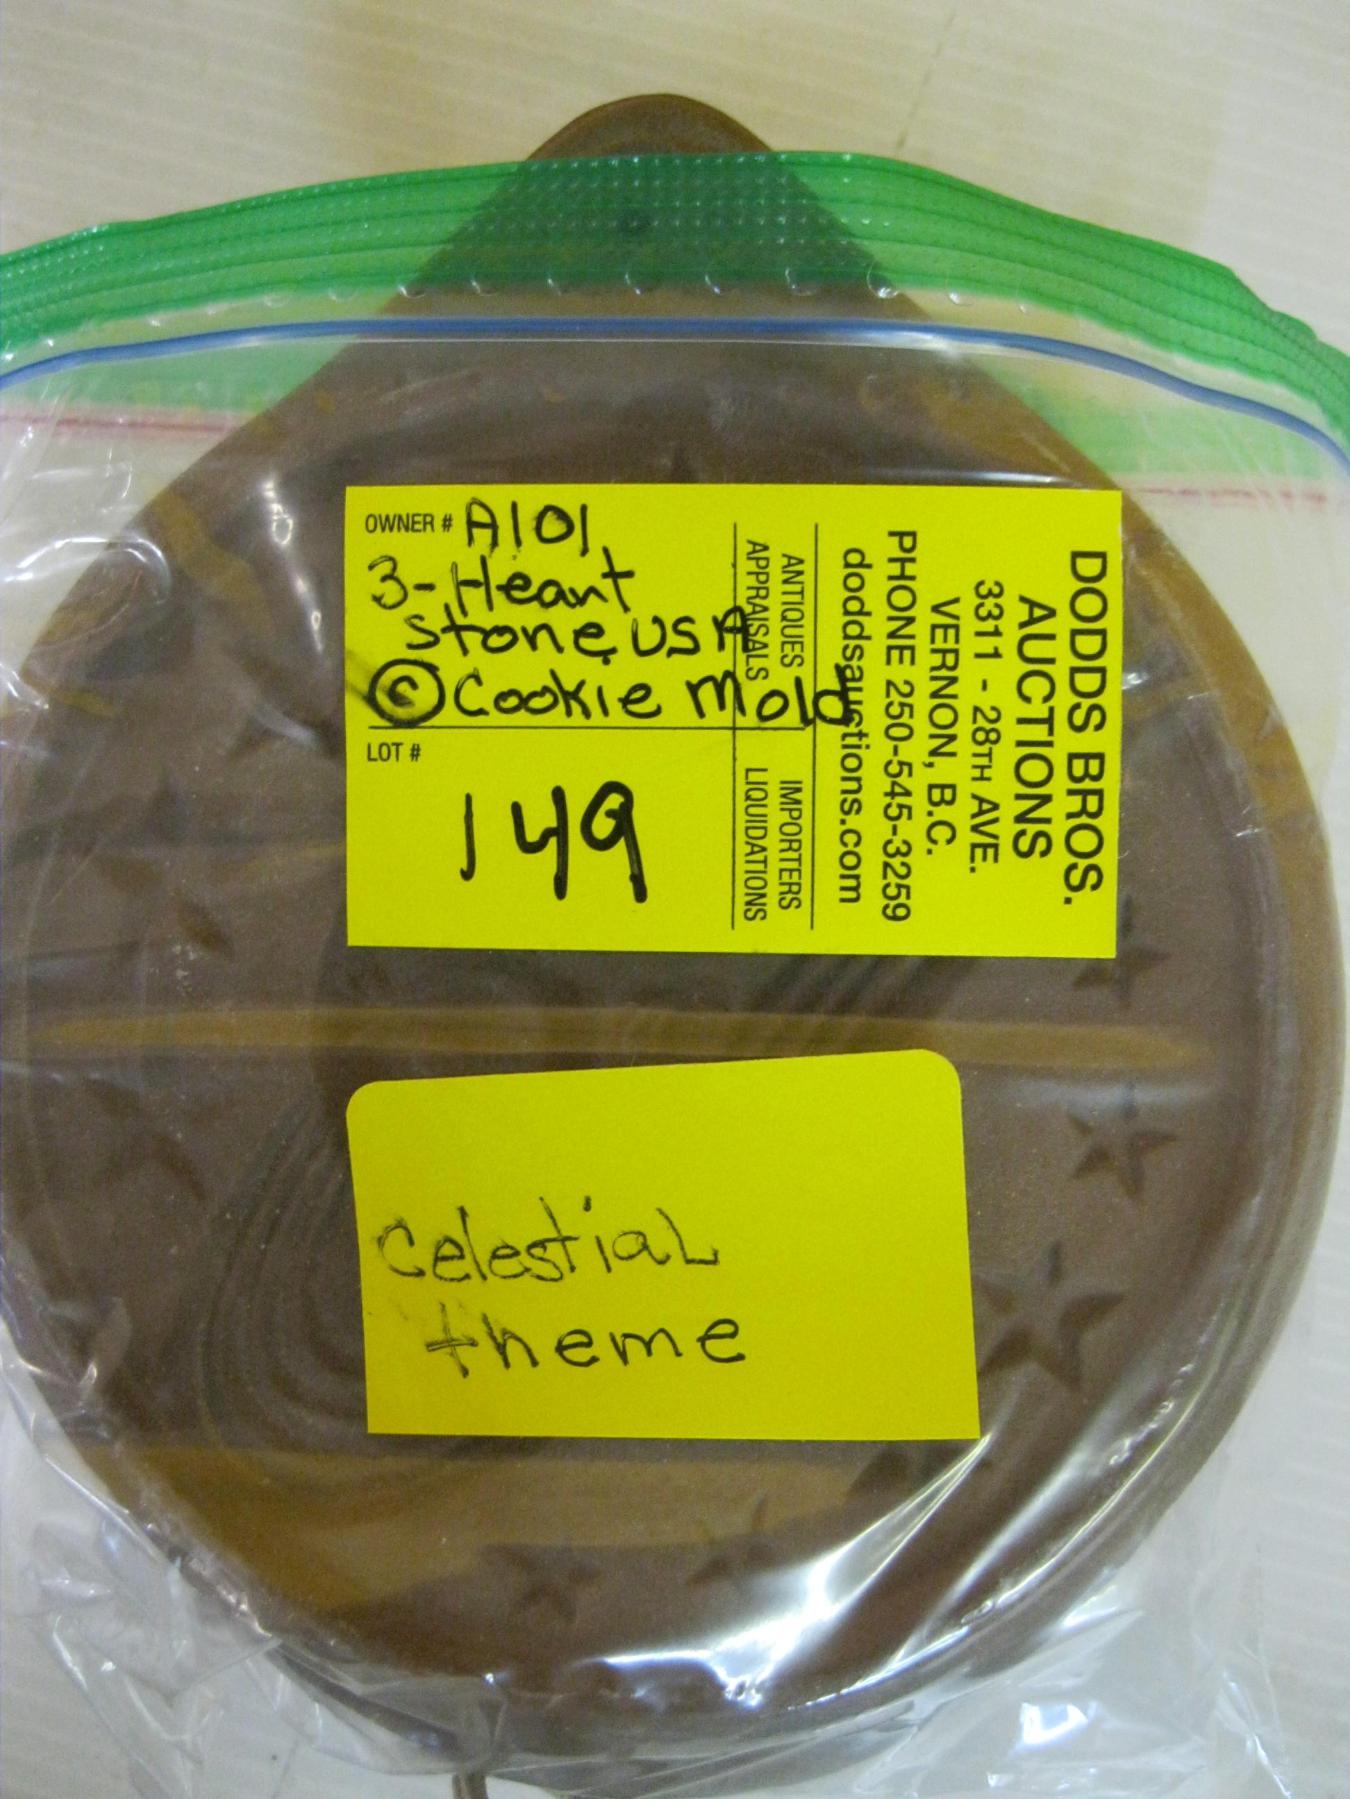 OWNER # A101
3- Heart
Stone, USA
© Cookie Mold
LOT #
149
ANTIQUES
APPRAISALS
IMPORTERS
LIQUIDATIONS
DODDS BROS.
AUCTIONS
3311 - 28TH AVE.
VERNON, B.C.
PHONE 250-545-3259
doddsauctions.com
Celestial
theme